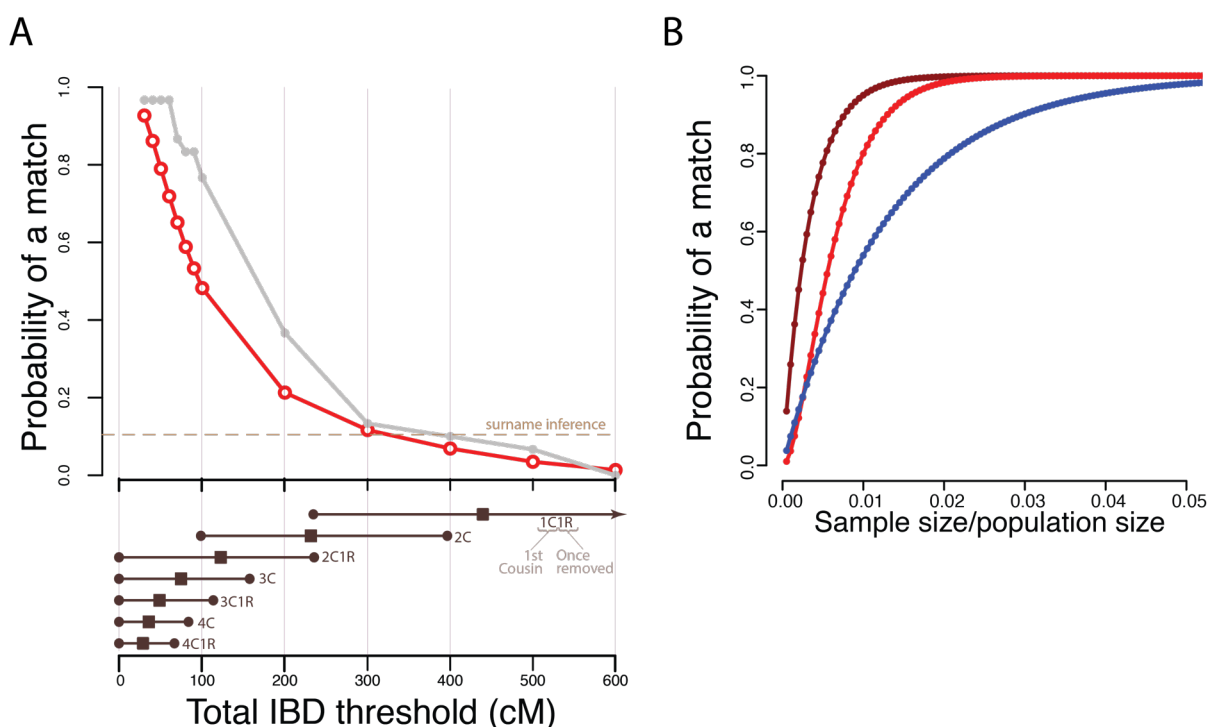 A
Probability of a match
0.0
0.2
0.4
0.6
0.8
1.0
surname inference
1C1R
1st
Cousin
Once
removed
2C
2C1R
3C
3C1R
4C
4C1R
0
100
200
300
400
500
600
Total IBD threshold (cM)
B
Probability of a match
0.0
0.2
0.4
0.6
0.8
1.0
0.00
0.01
0.02
0.03
0.04
0.05
Sample size/population size